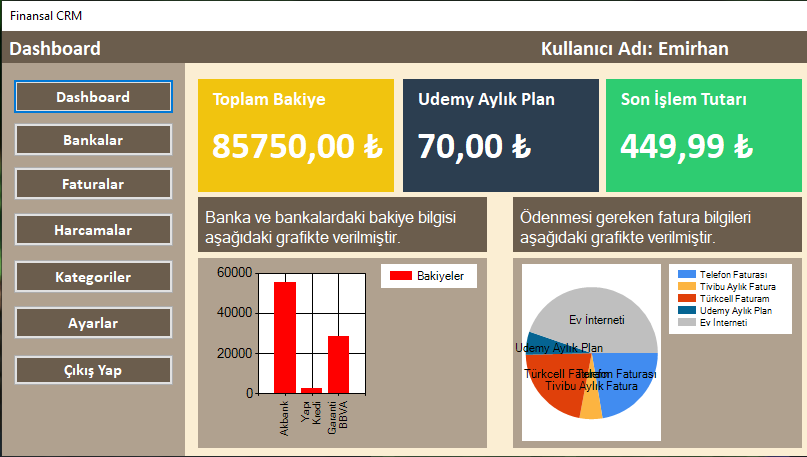 Finansal CRM
Dashboard
Kullanıcı Adı: Emirhan
Dashboard
Bankalar
Faturalar
Harcamalar
Kategoriler
Ayarlar
Çıkış Yap
Toplam Bakiye
85750,00 ₺
Udemy Aylık Plan
70,00 ₺
Son İşlem Tutarı
449,99 ₺
Banka ve bankalardaki bakiye bilgisi
aşağıdaki grafikte verilmiştir.
Ödenmesi gereken fatura bilgileri
aşağıdaki grafikte verilmiştir.
60000
40000
20000
0
Akbank
Yapı
Kredi
Garanti
BBVA
Bakiyeler
Ev İnterneti
Udemy Aylık Plan
Türkcell Faturam
Telefon Faturası
Tivibu Aylık Fatura
Telefon Faturası
Tivibu Aylık Fatura
Türkcell Faturam
Udemy Aylık Plan
Ev İnterneti